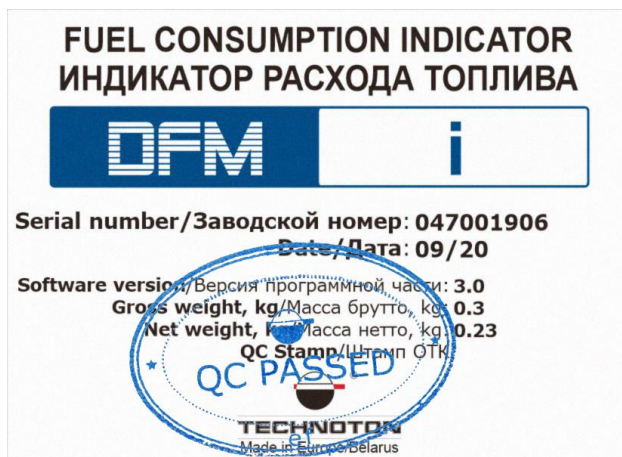 FUEL CONSUMPTION INDICATOR
ИНДИКАТОР РАСХОДА ТОПЛИВА
DFM i
Serial number/Заводской номер: 047001906
Date/Дата: 09/20
Software version/Версия программной части: 3.0
Gross weight, kg/Масса брутто, kg: 0.3
Net weight, kg/Масса нетто, kg: 0.23
QC Stamp/Штамп ОТК
QC PASSED
TECHNOTON
Made in Europe/Belarus